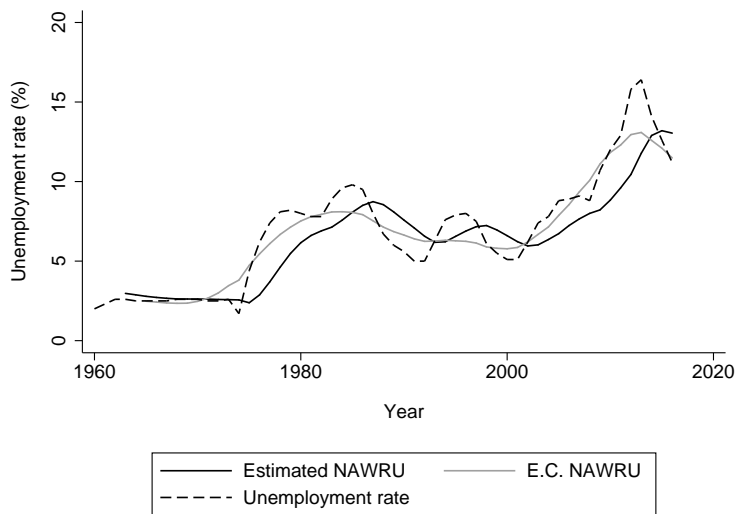 20
15
10
5
0
Unemployment rate (%)
1960 1980 2000 2020
Year
Estimated NAWRU E.C. NAWRU
Unemployment rate